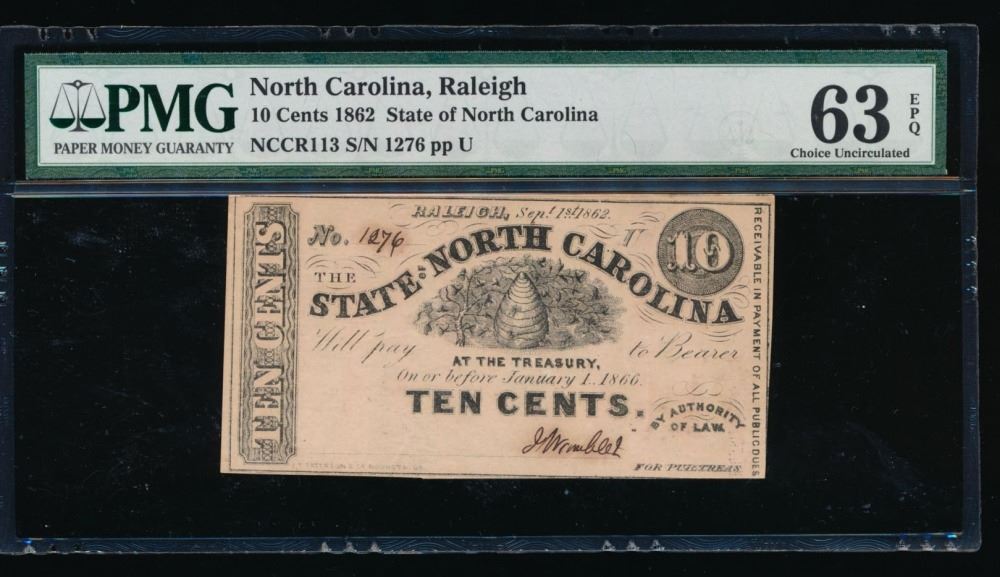 PMG
PAPER MONEY GUARANTY
North Carolina, Raleigh
10 Cents 1862 State of North Carolina
NCCR113 S/N 1276 pp U
63
EPQ
Choice Uncirculated
RALEIGH, Sept. 1st 1862.
No. 1276
10
THE
STATE OF NORTH CAROLINA
Will pay to Bearer
AT THE TREASURY,
On or before January 1. 1866.
TEN CENTS.
BY AUTHORITY
OF LAW.
FOR PUB. TREAS.
TEN CENTS
RECEIVABLE IN PAYMENT OF ALL PUBLIC DUES